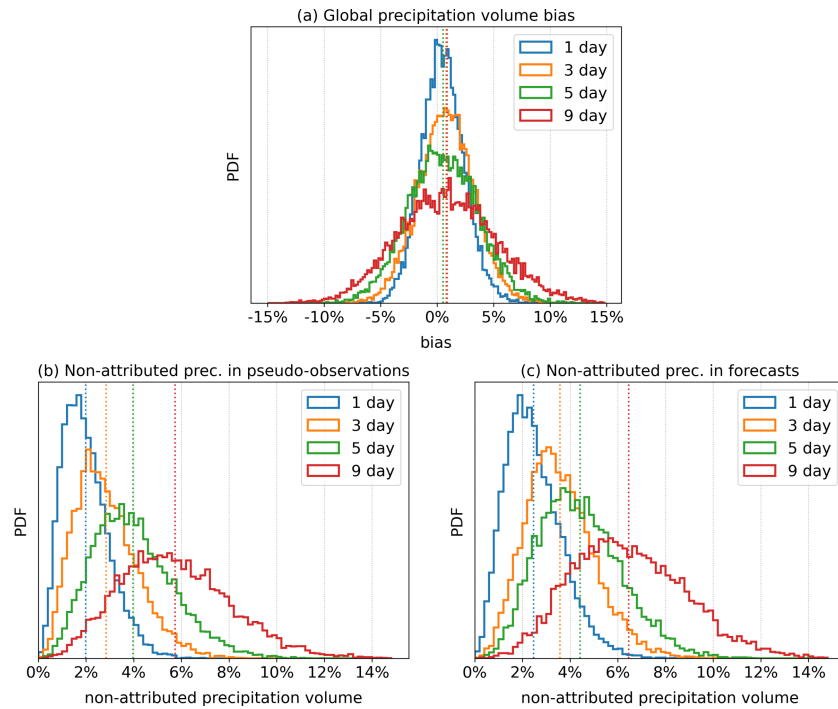 (a) Global precipitation volume bias
PDF
1 day
3 day
5 day
9 day
-15% -10% -5% 0% 5% 10% 15%
bias
(b) Non-attributed prec. in pseudo-observations
PDF
1 day
3 day
5 day
9 day
0% 2% 4% 6% 8% 10% 12% 14%
non-attributed precipitation volume
(c) Non-attributed prec. in forecasts
PDF
1 day
3 day
5 day
9 day
0% 2% 4% 6% 8% 10% 12% 14%
non-attributed precipitation volume